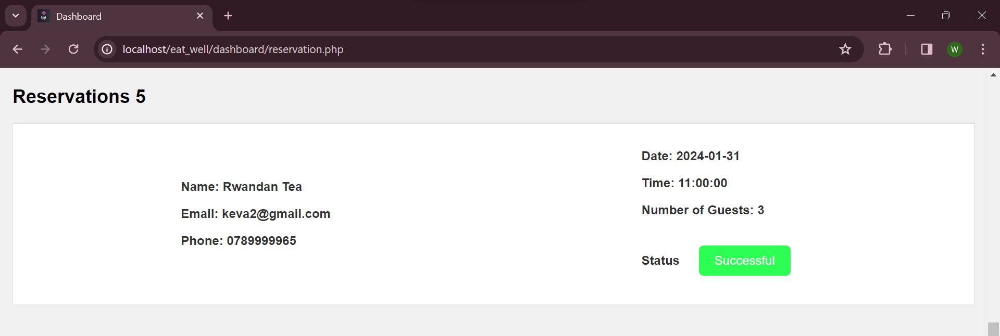 Dashboard
localhost/eat_well/dashboard/reservation.php
W
Reservations 5
Name: Rwandan Tea
Email: keva2@gmail.com
Phone: 0789999965
Date: 2024-01-31
Time: 11:00:00
Number of Guests: 3
Status Successful